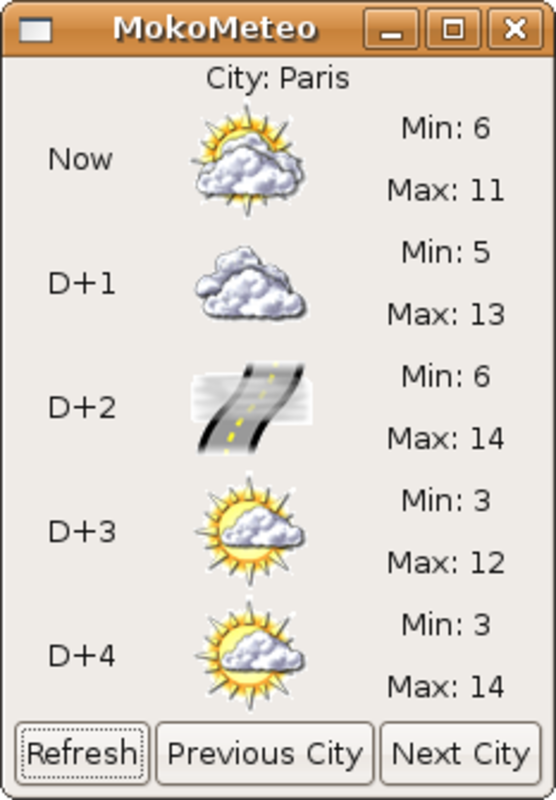 MokoMeteo
City: Paris
Now
Min: 6
Max: 11
D+1
Min: 5
Max: 13
D+2
Min: 6
Max: 14
D+3
Min: 3
Max: 12
D+4
Min: 3
Max: 14
Refresh Previous City Next City